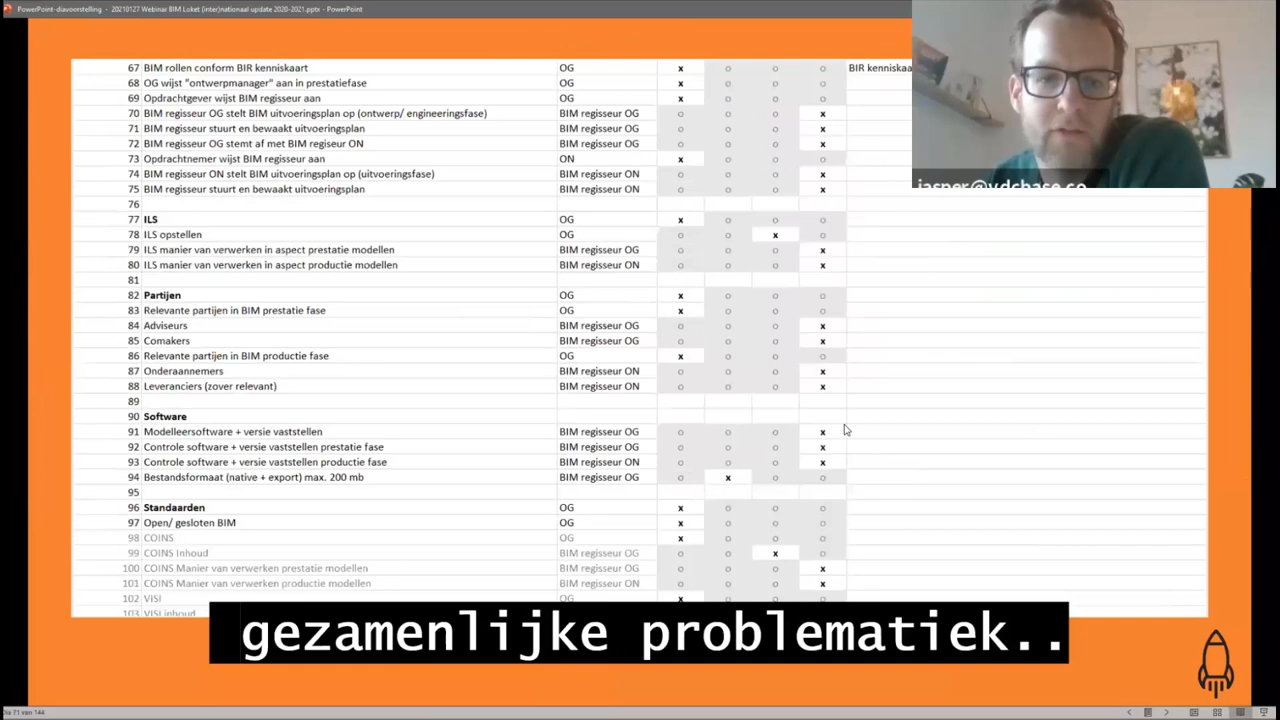 PowerPoint-diavoorstelling - 20210127 Webinar BIM Loket (inter)nationaal update 2020-2021.pptx - PowerPoint
67 BIM rollen conform BIR kenniskaart OG x o o o BIR kenniskaa
68 OG wijst "ontwerpmanager" aan in prestatiefase OG x o o o
69 Opdrachtgever wijst BIM regisseur aan OG x o o o
70 BIM regisseur OG stelt BIM uitvoeringsplan op (ontwerp/ engineeringsfase) BIM regisseur OG o o o x
71 BIM regisseur stuurt en bewaakt uitvoeringsplan BIM regisseur OG o o o x
72 BIM regisseur OG stemt af met BIM regiseur ON BIM regisseur OG o o o x
73 Opdrachtnemer wijst BIM regisseur aan ON x o o o
74 BIM regisseur ON stelt BIM uitvoeringsplan op (uitvoeringsfase) BIM regisseur ON o o o x
75 BIM regisseur stuurt en bewaakt uitvoeringsplan BIM regisseur ON o o o x
jasper@vdcbase.co
76
77 ILS OG x o o o
78 ILS opstellen OG o o x o
79 ILS manier van verwerken in aspect prestatie modellen BIM regisseur OG o o o x
80 ILS manier van verwerken in aspect productie modellen BIM regisseur ON o o o x
81
82 Partijen OG x o o o
83 Relevante partijen in BIM prestatie fase OG x o o o
84 Adviseurs BIM regisseur OG o o o x
85 Comakers BIM regisseur OG o o o x
86 Relevante partijen in BIM productie fase OG x o o o
87 Onderaannemers BIM regisseur ON o o o x
88 Leveranciers (zover relevant) BIM regisseur ON o o o x
89
90 Software
91 Modelleersoftware + versie vaststellen BIM regisseur OG o o o x
92 Controle software + versie vaststellen prestatie fase BIM regisseur OG o o o x
93 Controle software + versie vaststellen productie fase BIM regisseur ON o o o x
94 Bestandsformaat (native + export) max. 200 mb BIM regisseur OG o x o o
95
96 Standaarden OG x o o o
97 Open/ gesloten BIM OG x o o o
98 COINS OG x o o o
99 COINS Inhoud BIM regisseur OG o o x o
100 COINS Manier van verwerken prestatie modellen BIM regisseur OG o o o x
101 COINS Manier van verwerken productie modellen BIM regisseur ON o o o x
102 VISI OG x o o o
103 VISI inhoud
gezamenlijke problematiek..
Dia 71 van 144